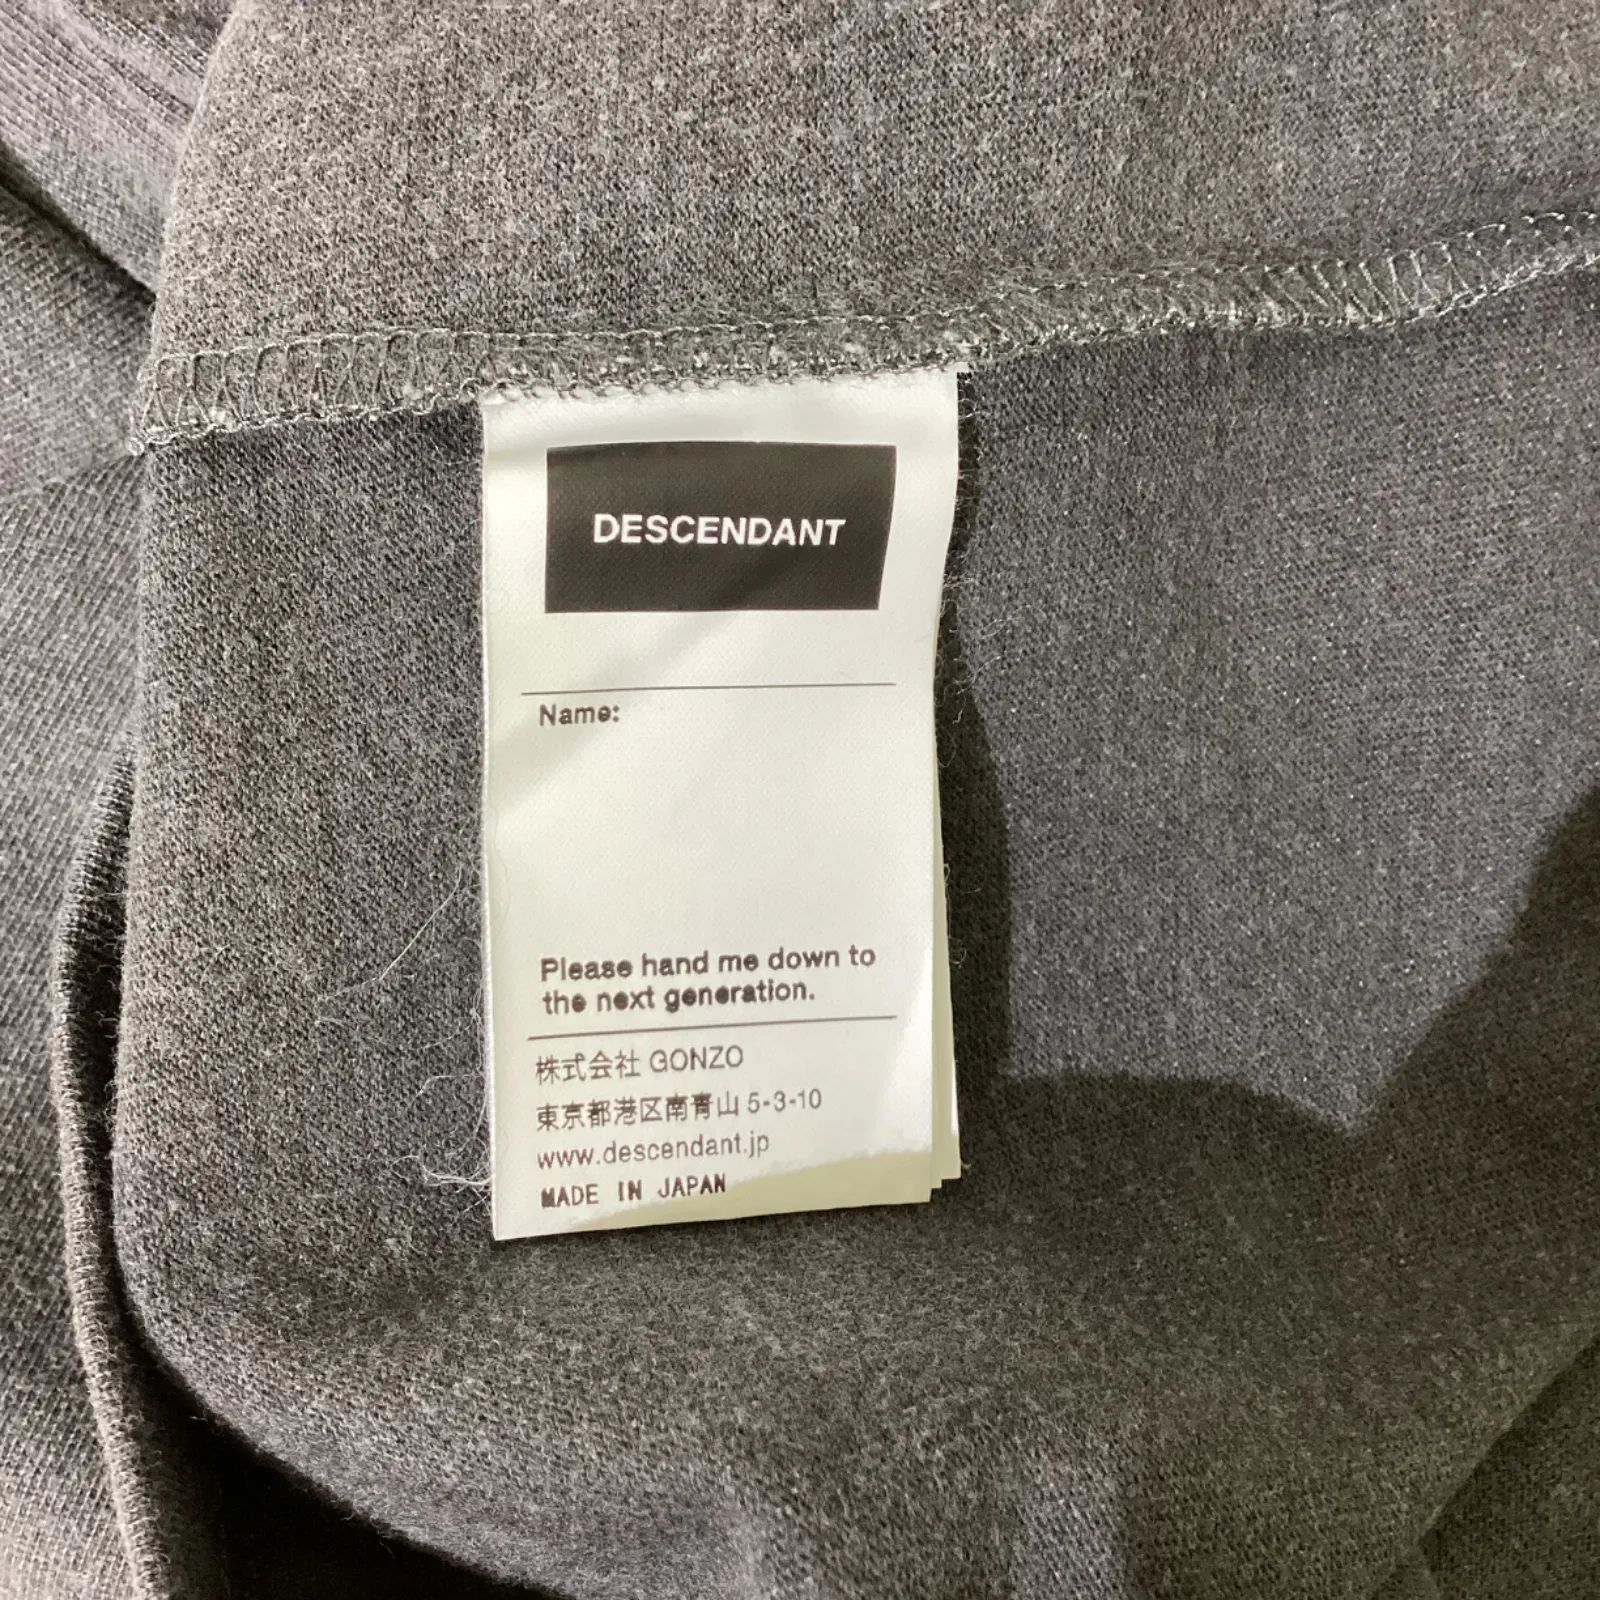 DESCENDANT
Name:
Please hand me down to
the next generation.
株式会社 GONZO
東京都港区南青山 5-3-10
www.descendant.jp
MADE IN JAPAN